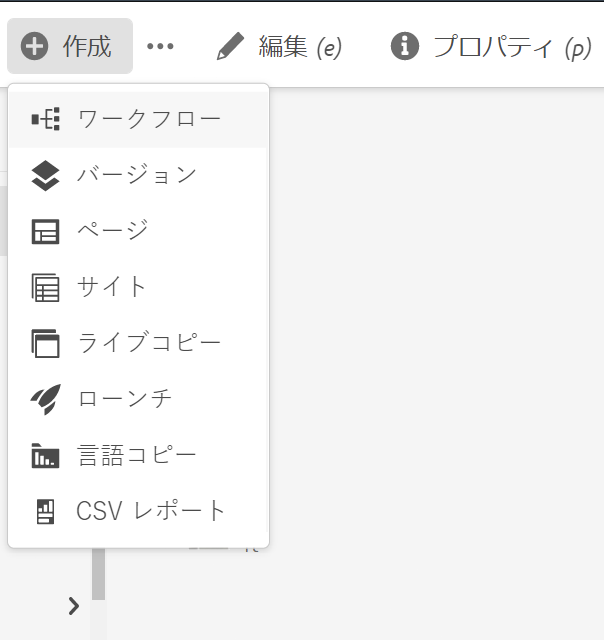 作成 ••• 編集 (e) プロパティ (p)
ワークフロー
バージョン
ページ
サイト
ライブコピー
ローンチ
言語コピー
CSV レポート